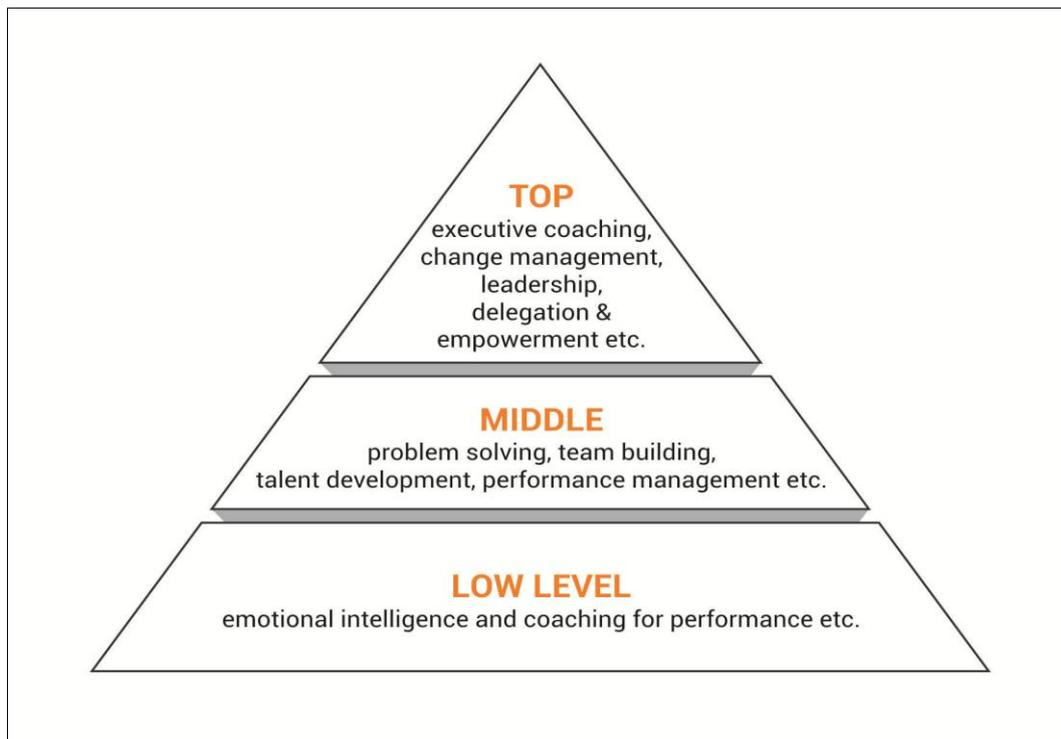 TOP
executive coaching,
change management,
leadership,
delegation &
empowerment etc.
MIDDLE
problem solving, team building,
talent development, performance management etc.
LOW LEVEL
emotional intelligence and coaching for performance etc.